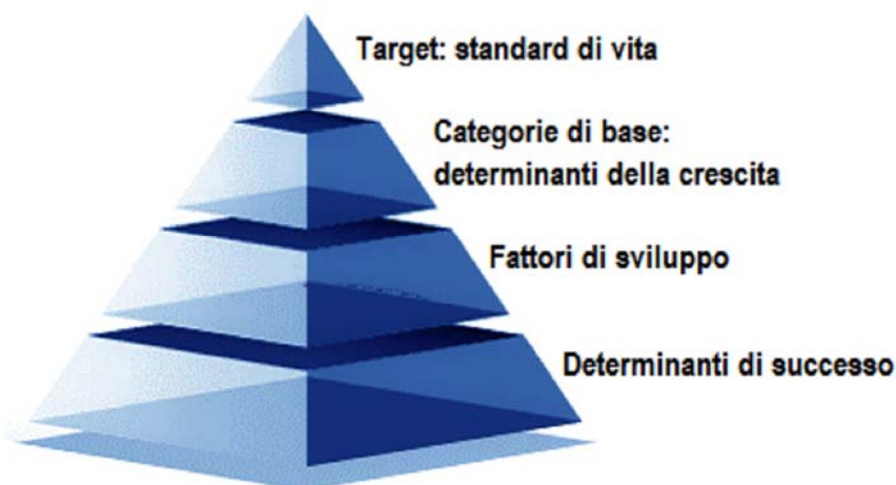 Target: standard di vita
Categorie di base:
determinanti della crescita
Fattori di sviluppo
Determinanti di successo